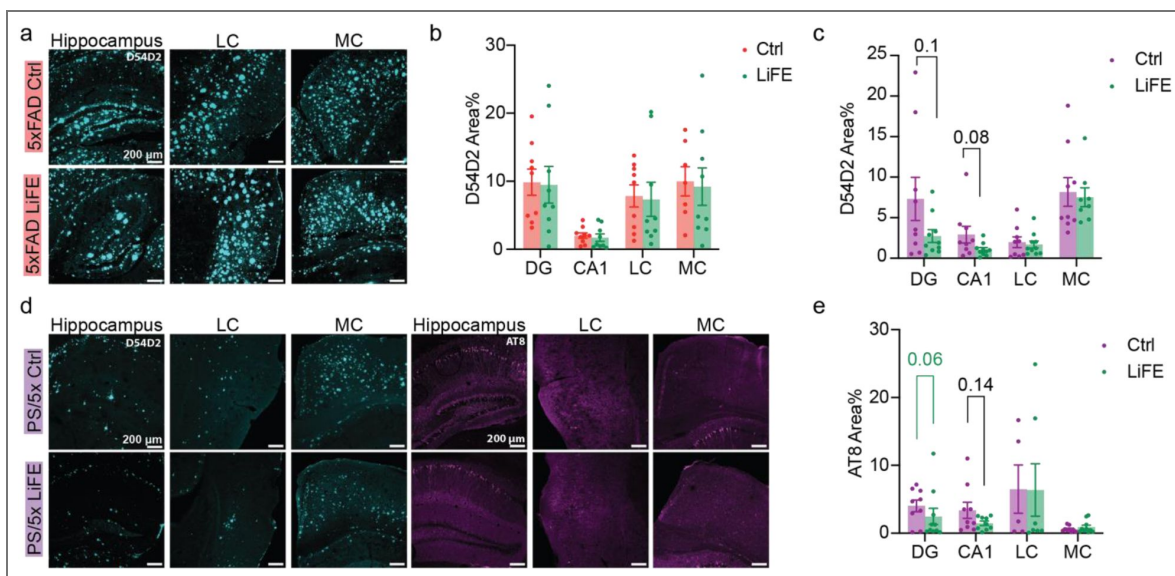 a
Hippocampus LC MC
D54D2
5xFAD Ctrl
200 µm
5xFAD LiFE
b
D54D2 Area%
30
20
10
0
DG CA1 LC MC
Ctrl
LiFE
c
D54D2 Area%
25
20
15
10
5
0
0.1
0.08
DG CA1 LC MC
Ctrl
LiFE
d
Hippocampus LC MC Hippocampus LC MC
D54D2 AT8
PS/5x Ctrl
200 µm 200 µm
PS/5x LiFE
e
AT8 Area%
30
20
10
0
0.06
0.14
DG CA1 LC MC
Ctrl
LiFE